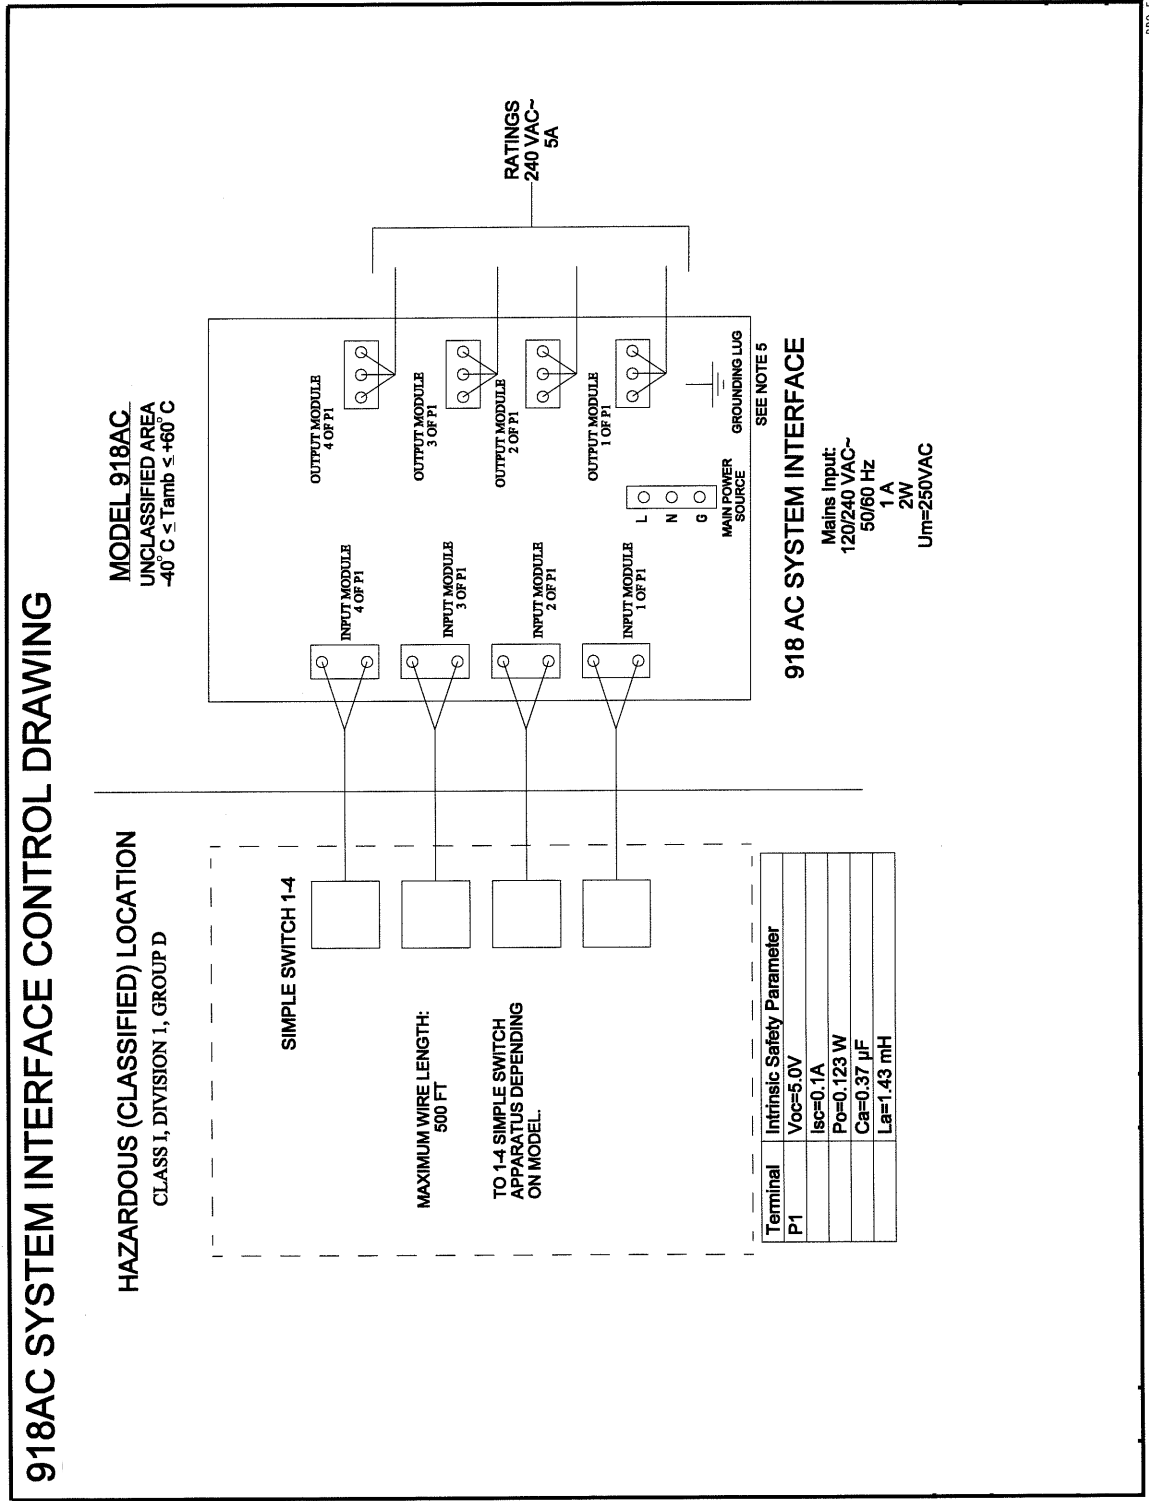 918AC SYSTEM INTERFACE CONTROL DRAWING
HAZARDOUS (CLASSIFIED) LOCATION
CLASS I, DIVISION 1, GROUP D
SIMPLE SWITCH 1-4
MAXIMUM WIRE LENGTH:
500 FT
TO 1-4 SIMPLE SWITCH
APPARATUS DEPENDING
ON MODEL.
Terminal Intrinsic Safety Parameter
P1 Voc=5.0V
Isc=0.1A
Po=0.123 W
Ca=0.37 µF
La=1.43 mH
MODEL 918AC
UNCLASSIFIED AREA
-40° C ≤ Tamb ≤ +60° C
INPUT MODULE
4 OF P1
INPUT MODULE
3 OF P1
INPUT MODULE
2 OF P1
INPUT MODULE
1 OF P1
OUTPUT MODULE
4 OF P1
OUTPUT MODULE
3 OF P1
OUTPUT MODULE
2 OF P1
OUTPUT MODULE
1 OF P1
L
N
G
MAIN POWER
SOURCE
GROUNDING LUG
SEE NOTE 5
918 AC SYSTEM INTERFACE
Mains Input:
120/240 VAC~
50/60 Hz
1 A
2W
Um=250VAC
RATINGS
240 VAC~
5A